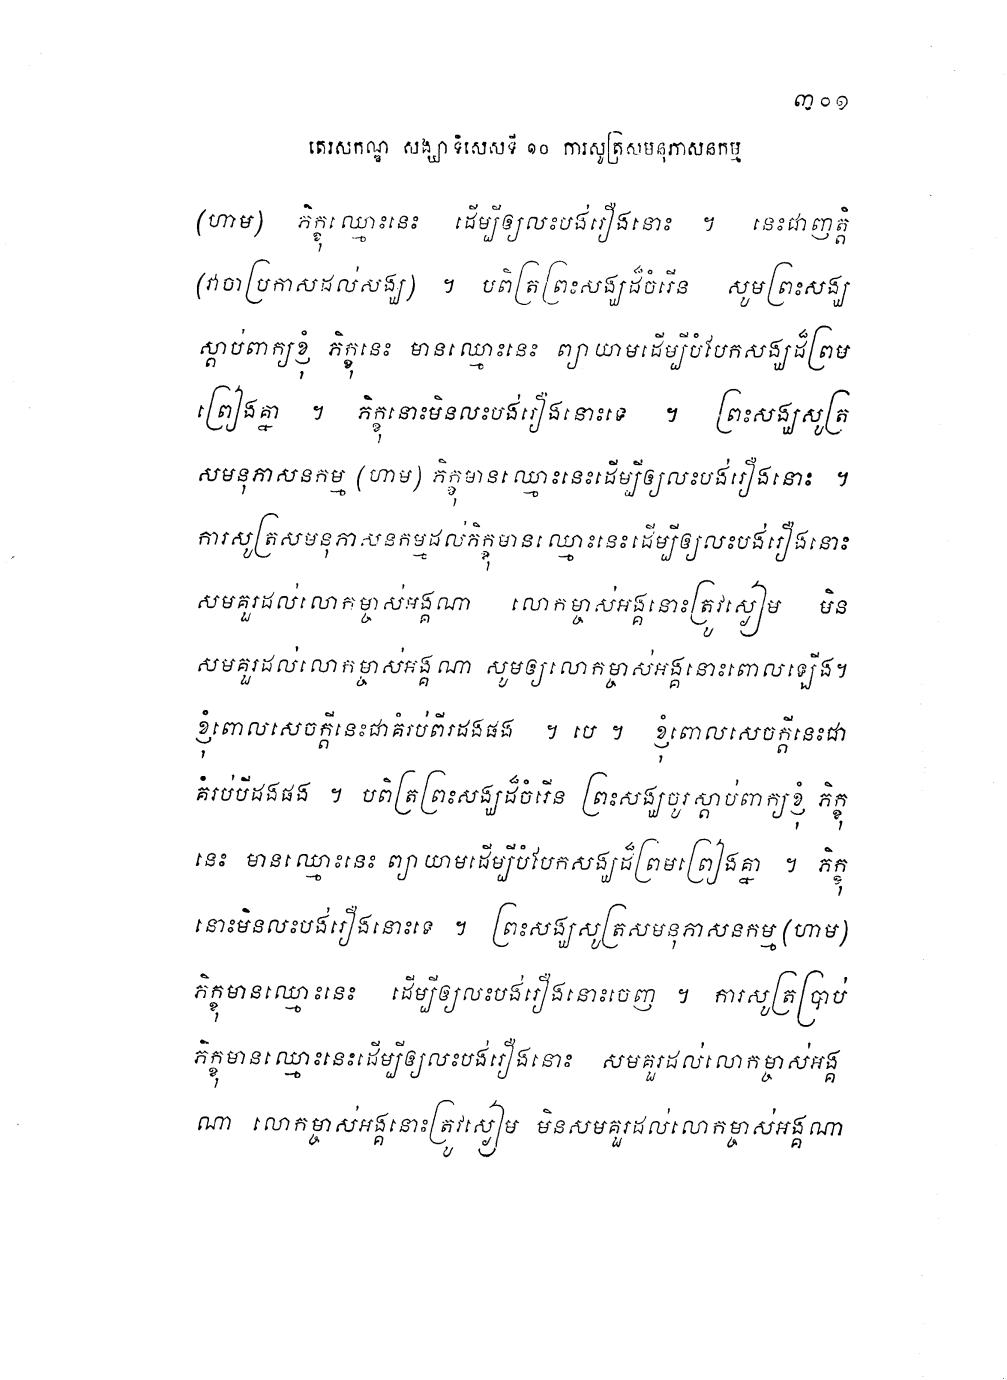 ៣០១
តេរសកណ្ឌ សង្ឃាទិសេសទី ១០ ការសូត្រសមនុភាសនកម្ម
(ហាម) ភិក្ខុឈ្មោះនេះ ដើម្បីឲ្យលះបង់រឿងនោះ ។ នេះជាញត្តិ
(វាចាប្រកាសដល់សង្ឃ) ។ បពិត្រព្រះសង្ឃដ៏ចំរើន សូមព្រះសង្ឃ
ស្តាប់ពាក្យខ្ញុំ ភិក្ខុនេះ មានឈ្មោះនេះ ព្យាយាមដើម្បីបំបែកសង្ឃដ៏ព្រម
ព្រៀងគ្នា ។ ភិក្ខុនោះមិនលះបង់រឿងនោះទេ ។ ព្រះសង្ឃសូត្រ
សមនុភាសនកម្ម (ហាម) ភិក្ខុមានឈ្មោះនេះដើម្បីឲ្យលះបង់រឿងនោះ ។
ការសូត្រសមនុភាសនកម្មដល់ភិក្ខុមានឈ្មោះនេះដើម្បីឲ្យលះបង់រឿងនោះ
សមគួរដល់លោកម្ចាស់អង្គណា លោកម្ចាស់អង្គនោះត្រូវស្ងៀម មិន
សមគួរដល់លោកម្ចាស់អង្គណា សូមឲ្យលោកម្ចាស់អង្គនោះពោលឡើង។
ខ្ញុំពោលសេចក្តីនេះជាគំរប់ពីរដងផង ។ បេ ។ ខ្ញុំពោលសេចក្តីនេះជា
គំរប់បីដងផង ។ បពិត្រព្រះសង្ឃដ៏ចំរើន ព្រះសង្ឃចូរស្តាប់ពាក្យខ្ញុំ ភិក្ខុ
នេះ មានឈ្មោះនេះ ព្យាយាមដើម្បីបំបែកសង្ឃដ៏ព្រមព្រៀងគ្នា ។ ភិក្ខុ
នោះមិនលះបង់រឿងនោះទេ ។ ព្រះសង្ឃសូត្រសមនុភាសនកម្ម (ហាម)
ភិក្ខុមានឈ្មោះនេះ ដើម្បីឲ្យលះបង់រឿងនោះចេញ ។ ការសូត្រប្រាប់
ភិក្ខុមានឈ្មោះនេះដើម្បីឲ្យលះបង់រឿងនោះ សមគួរដល់លោកម្ចាស់អង្គ
ណា លោកម្ចាស់អង្គនោះត្រូវស្ងៀម មិនសមគួរដល់លោកម្ចាស់អង្គណា